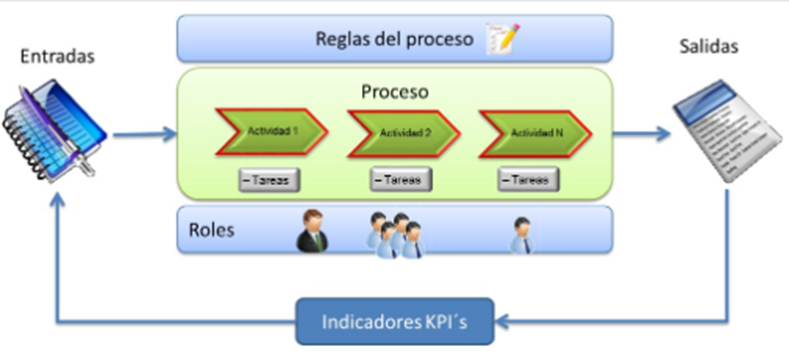 Reglas del proceso
Entradas
Salidas
Proceso
Actividad 1
Actividad 2
Actividad N
– Tareas
– Tareas
– Tareas
Roles
Indicadores KPI´s